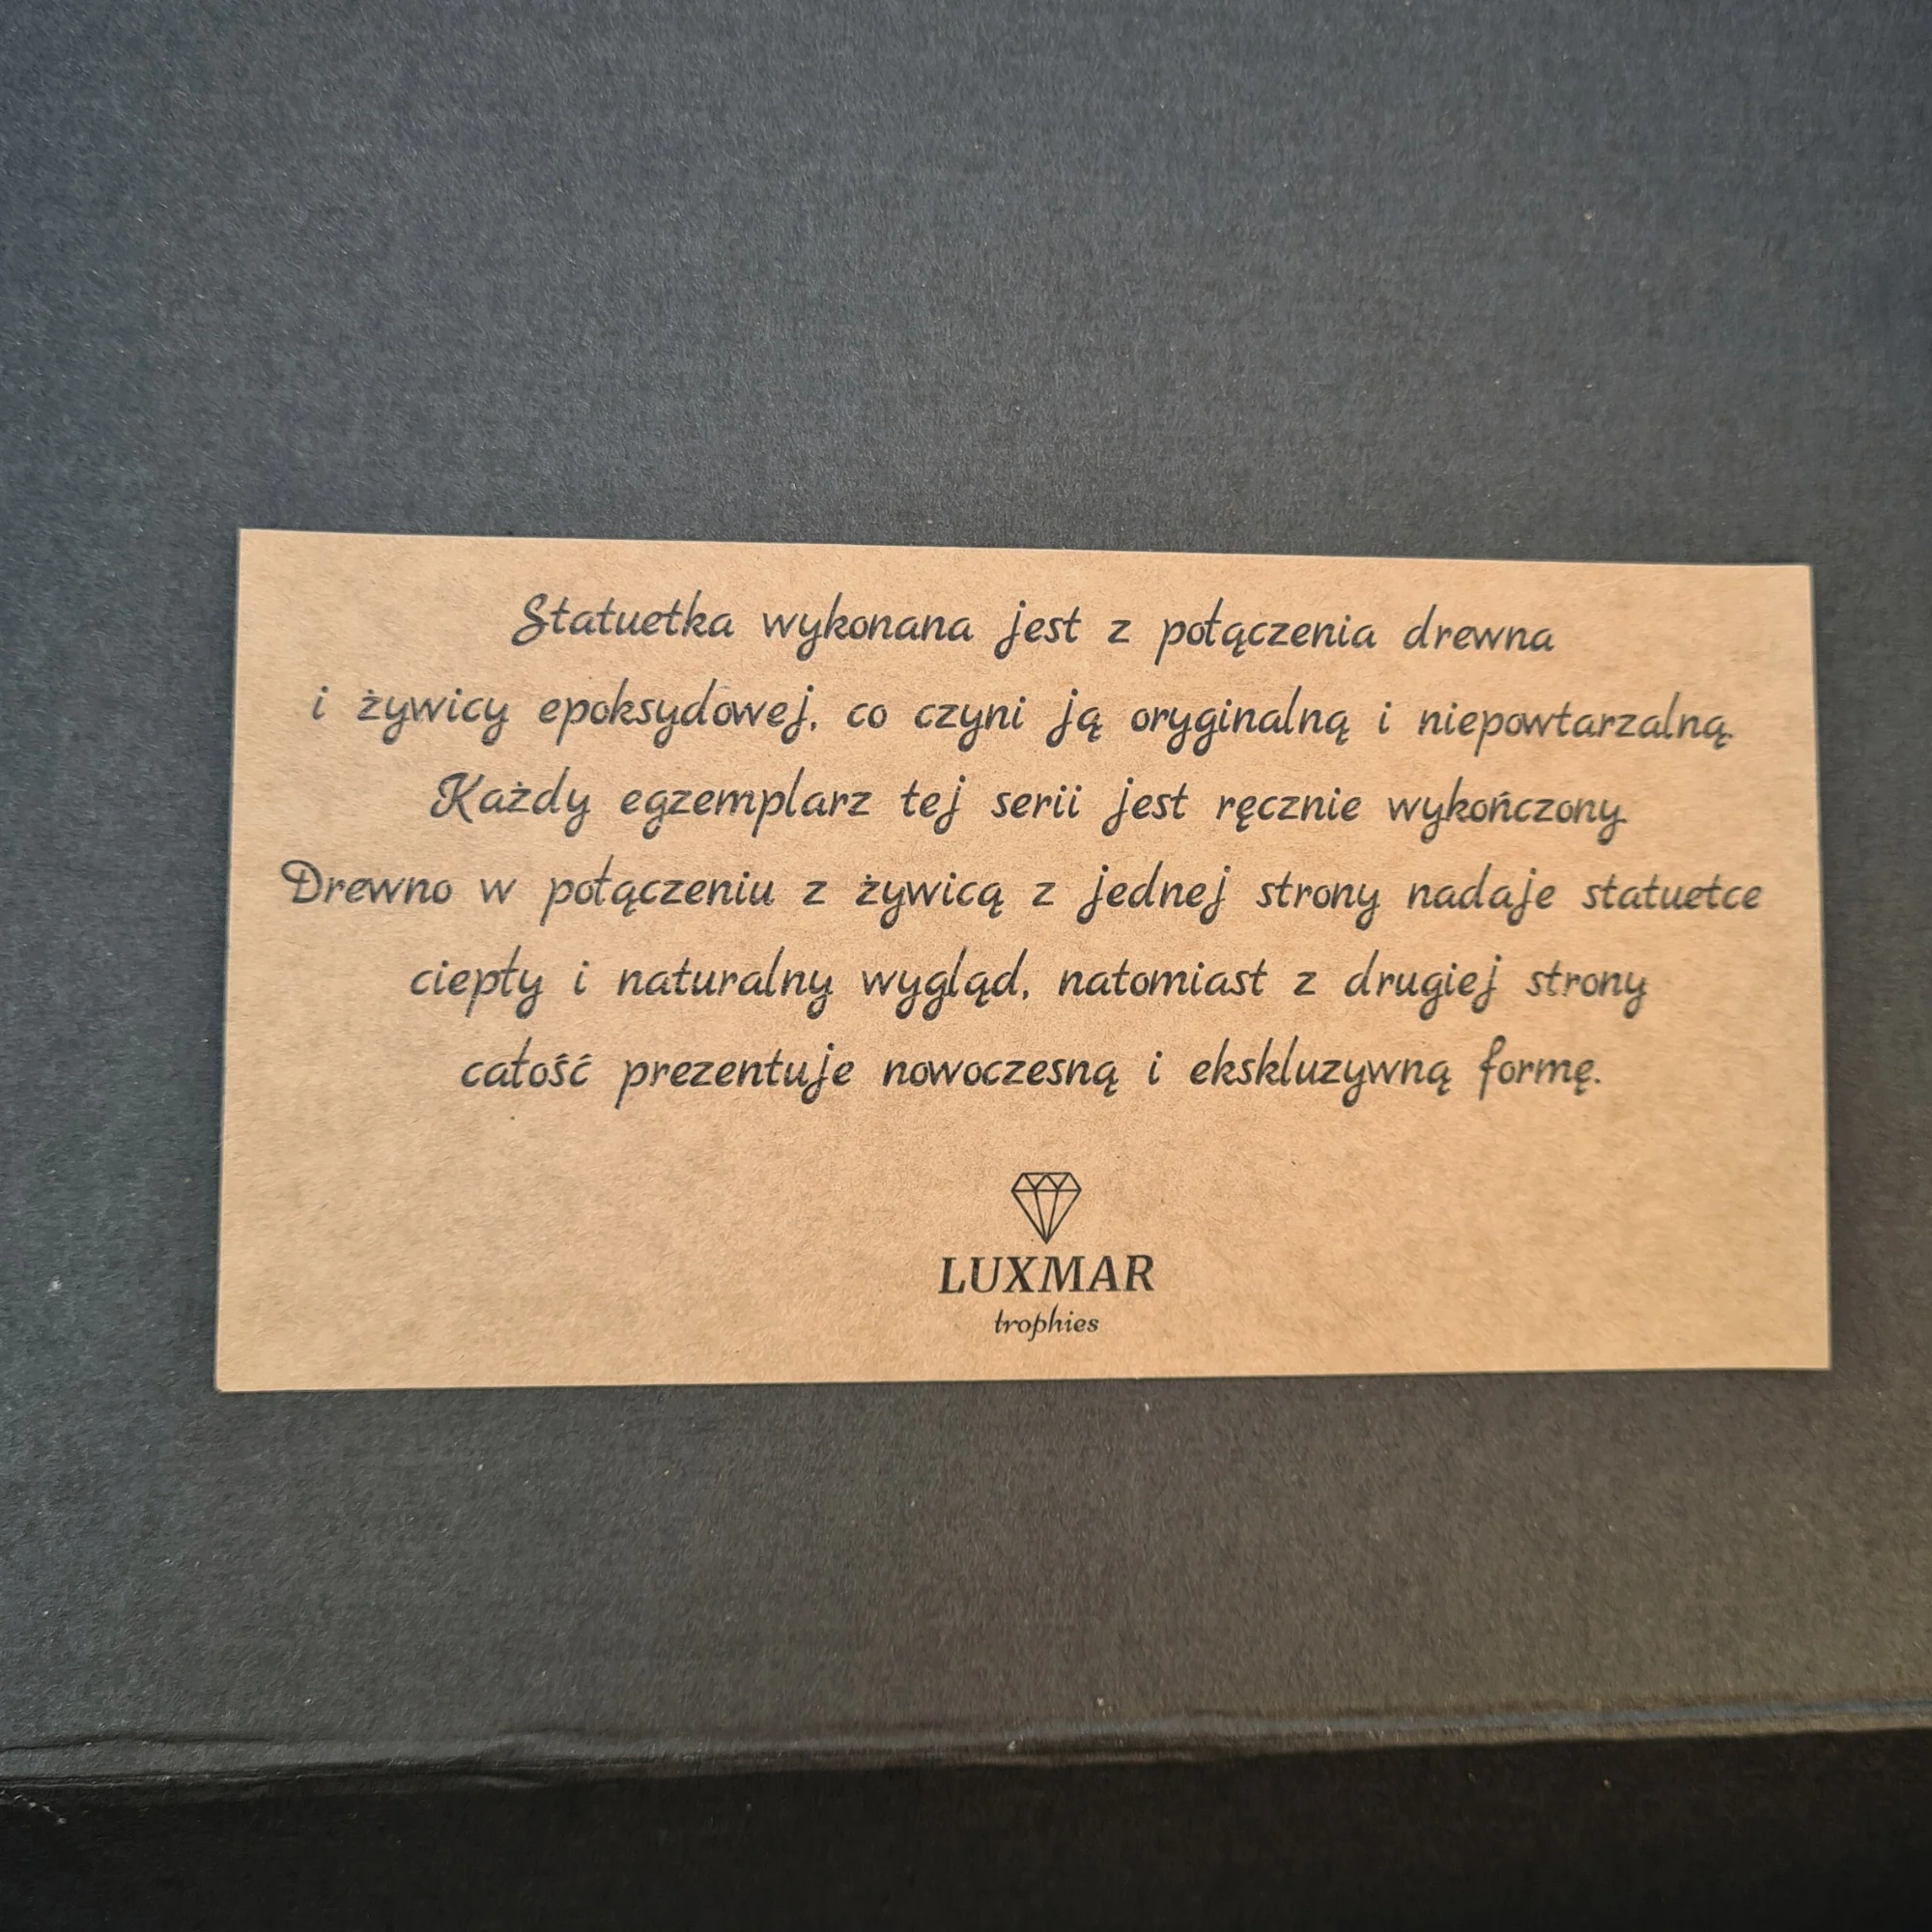 Statuetka wykonana jest z połączenia drewna
i żywicy epoksydowej, co czyni ją oryginalną i niepowtarzalną.
Każdy egzemplarz tej serii jest ręcznie wykończony.
Drewno w połączeniu z żywicą z jednej strony nadaje statuetce
ciepły i naturalny wygląd, natomiast z drugiej strony
całość prezentuje nowoczesną i ekskluzywną formę.
LUXMAR
trophies